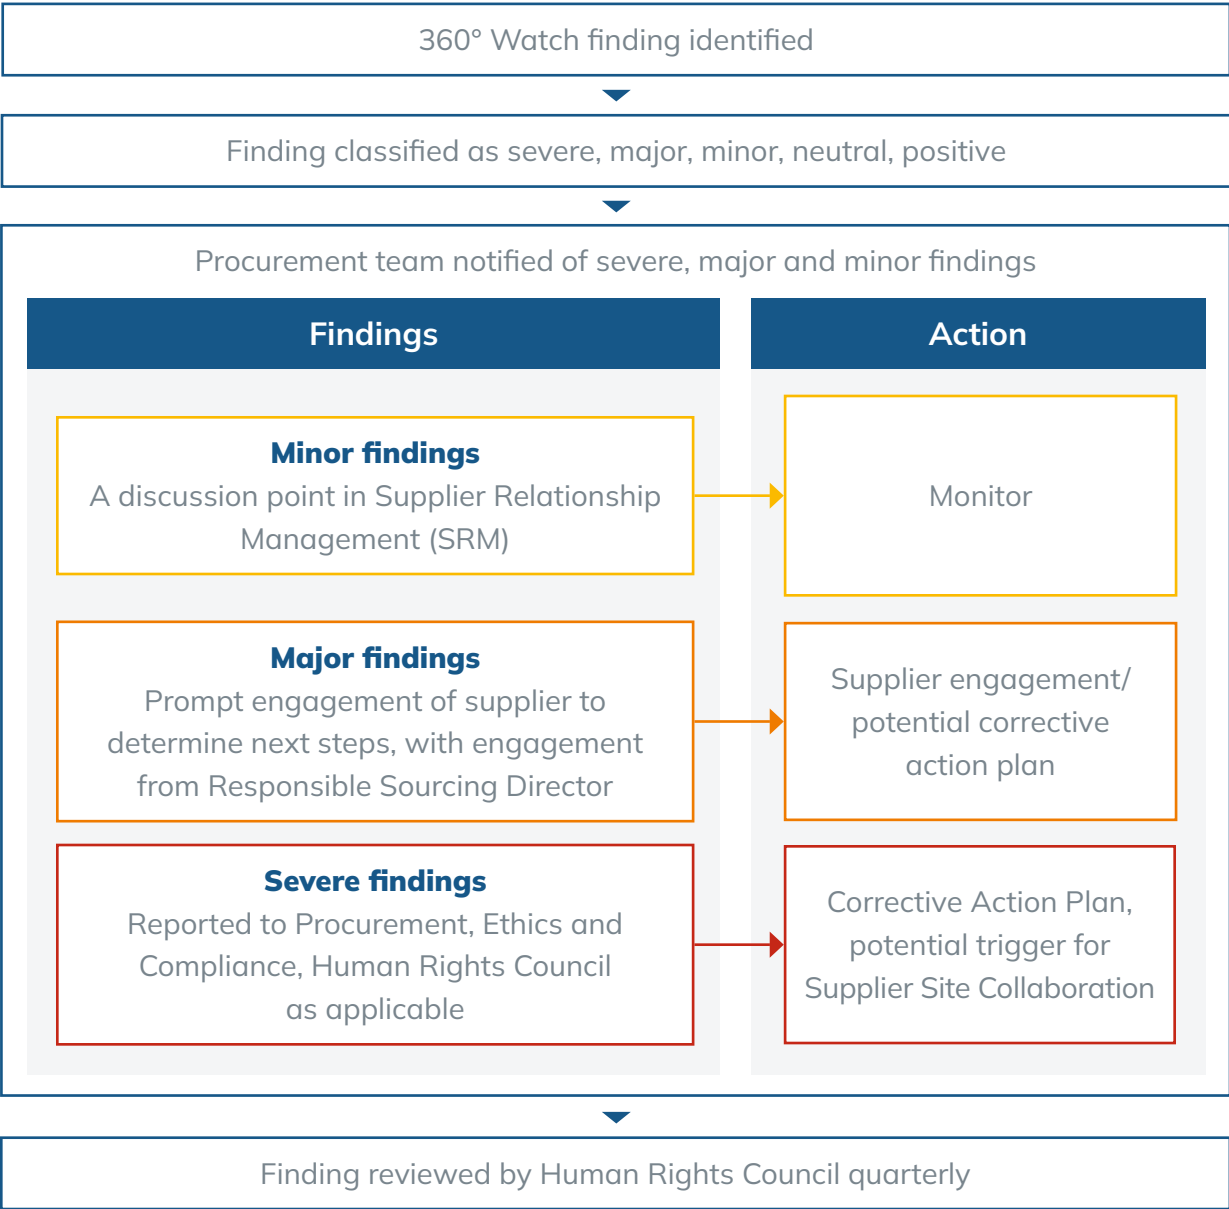 360° Watch finding identified
Finding classified as severe, major, minor, neutral, positive
Procurement team notified of severe, major and minor findings
Findings
Action
Minor findings
A discussion point in Supplier Relationship
Management (SRM)
Monitor
Major findings
Prompt engagement of supplier to
determine next steps, with engagement
from Responsible Sourcing Director
Supplier engagement/
potential corrective
action plan
Severe findings
Reported to Procurement, Ethics and
Compliance, Human Rights Council
as applicable
Corrective Action Plan,
potential trigger for
Supplier Site Collaboration
Finding reviewed by Human Rights Council quarterly